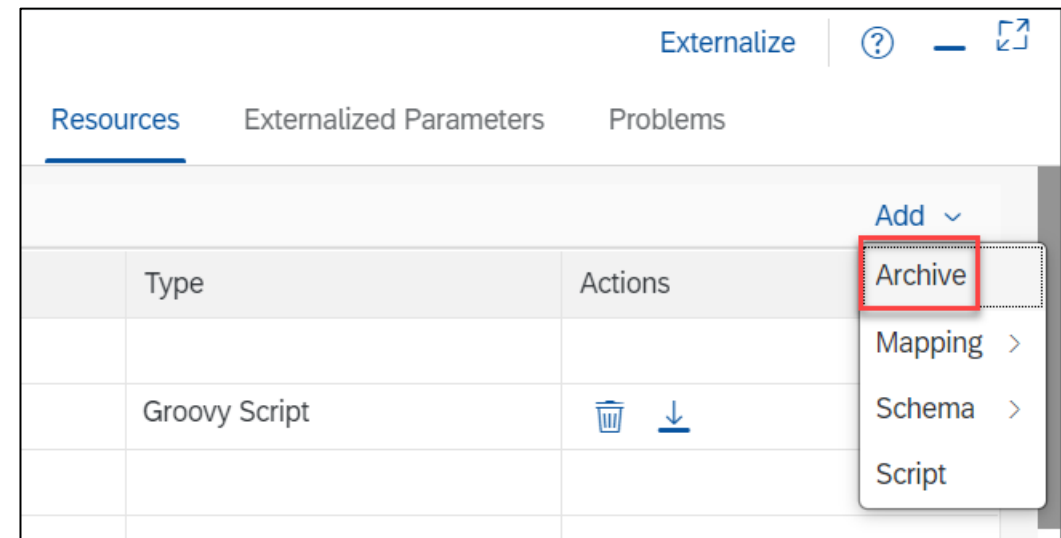 Externalize
Resources Externalized Parameters Problems
Add
Type Actions
Archive
Mapping
Groovy Script
Schema
Script